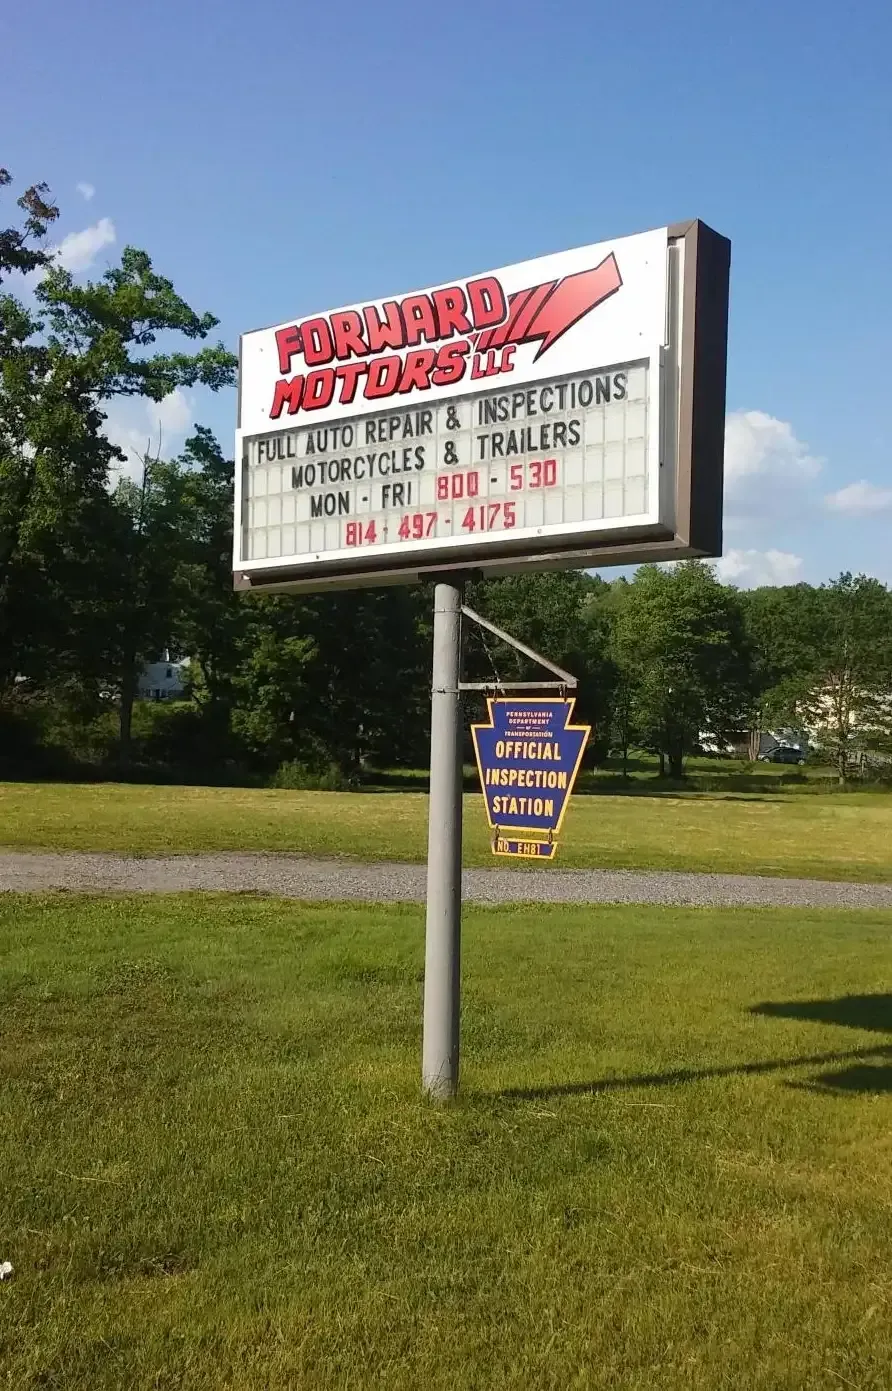 FORWARD
MOTORS LLC
FULL AUTO REPAIR & INSPECTIONS
MOTORCYCLES & TRAILERS
MON - FRI 800 - 530
814 - 497 - 4175
PENNSYLVANIA
DEPARTMENT
OF
TRANSPORTATION
OFFICIAL
INSPECTION
STATION
NO. EH81